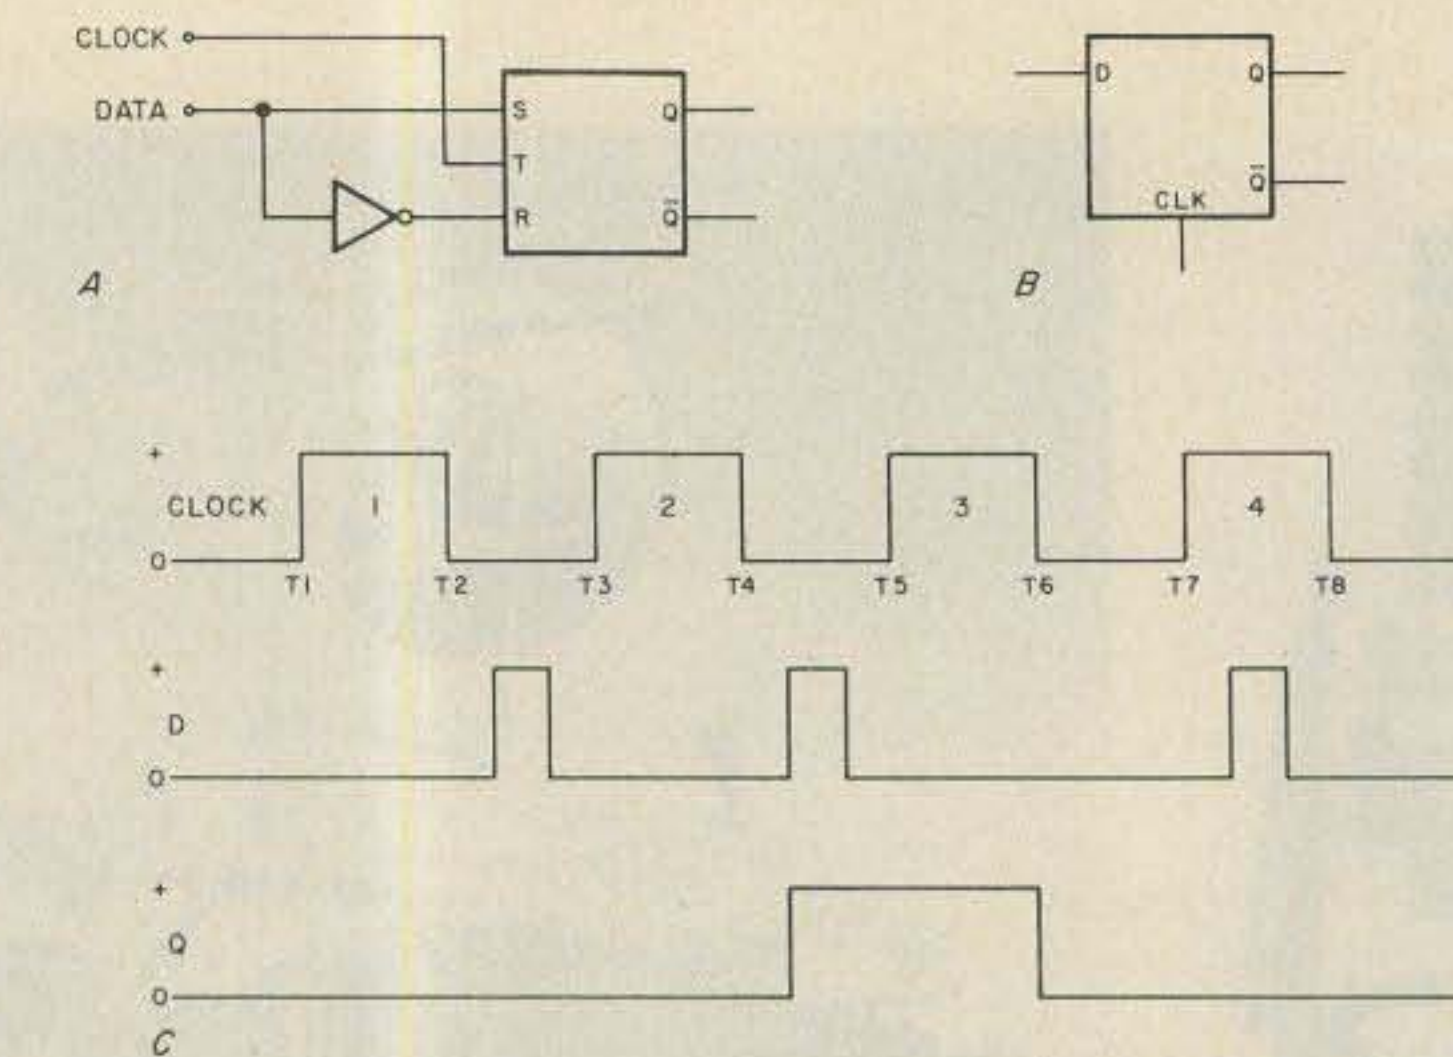 CLOCK
DATA
S Q
T
R Q̅
A
D Q
Q̅
CLK
B
+
CLOCK 1 2 3 4
0
T1 T2 T3 T4 T5 T6 T7 T8
+
D
0
+
Q
0
C